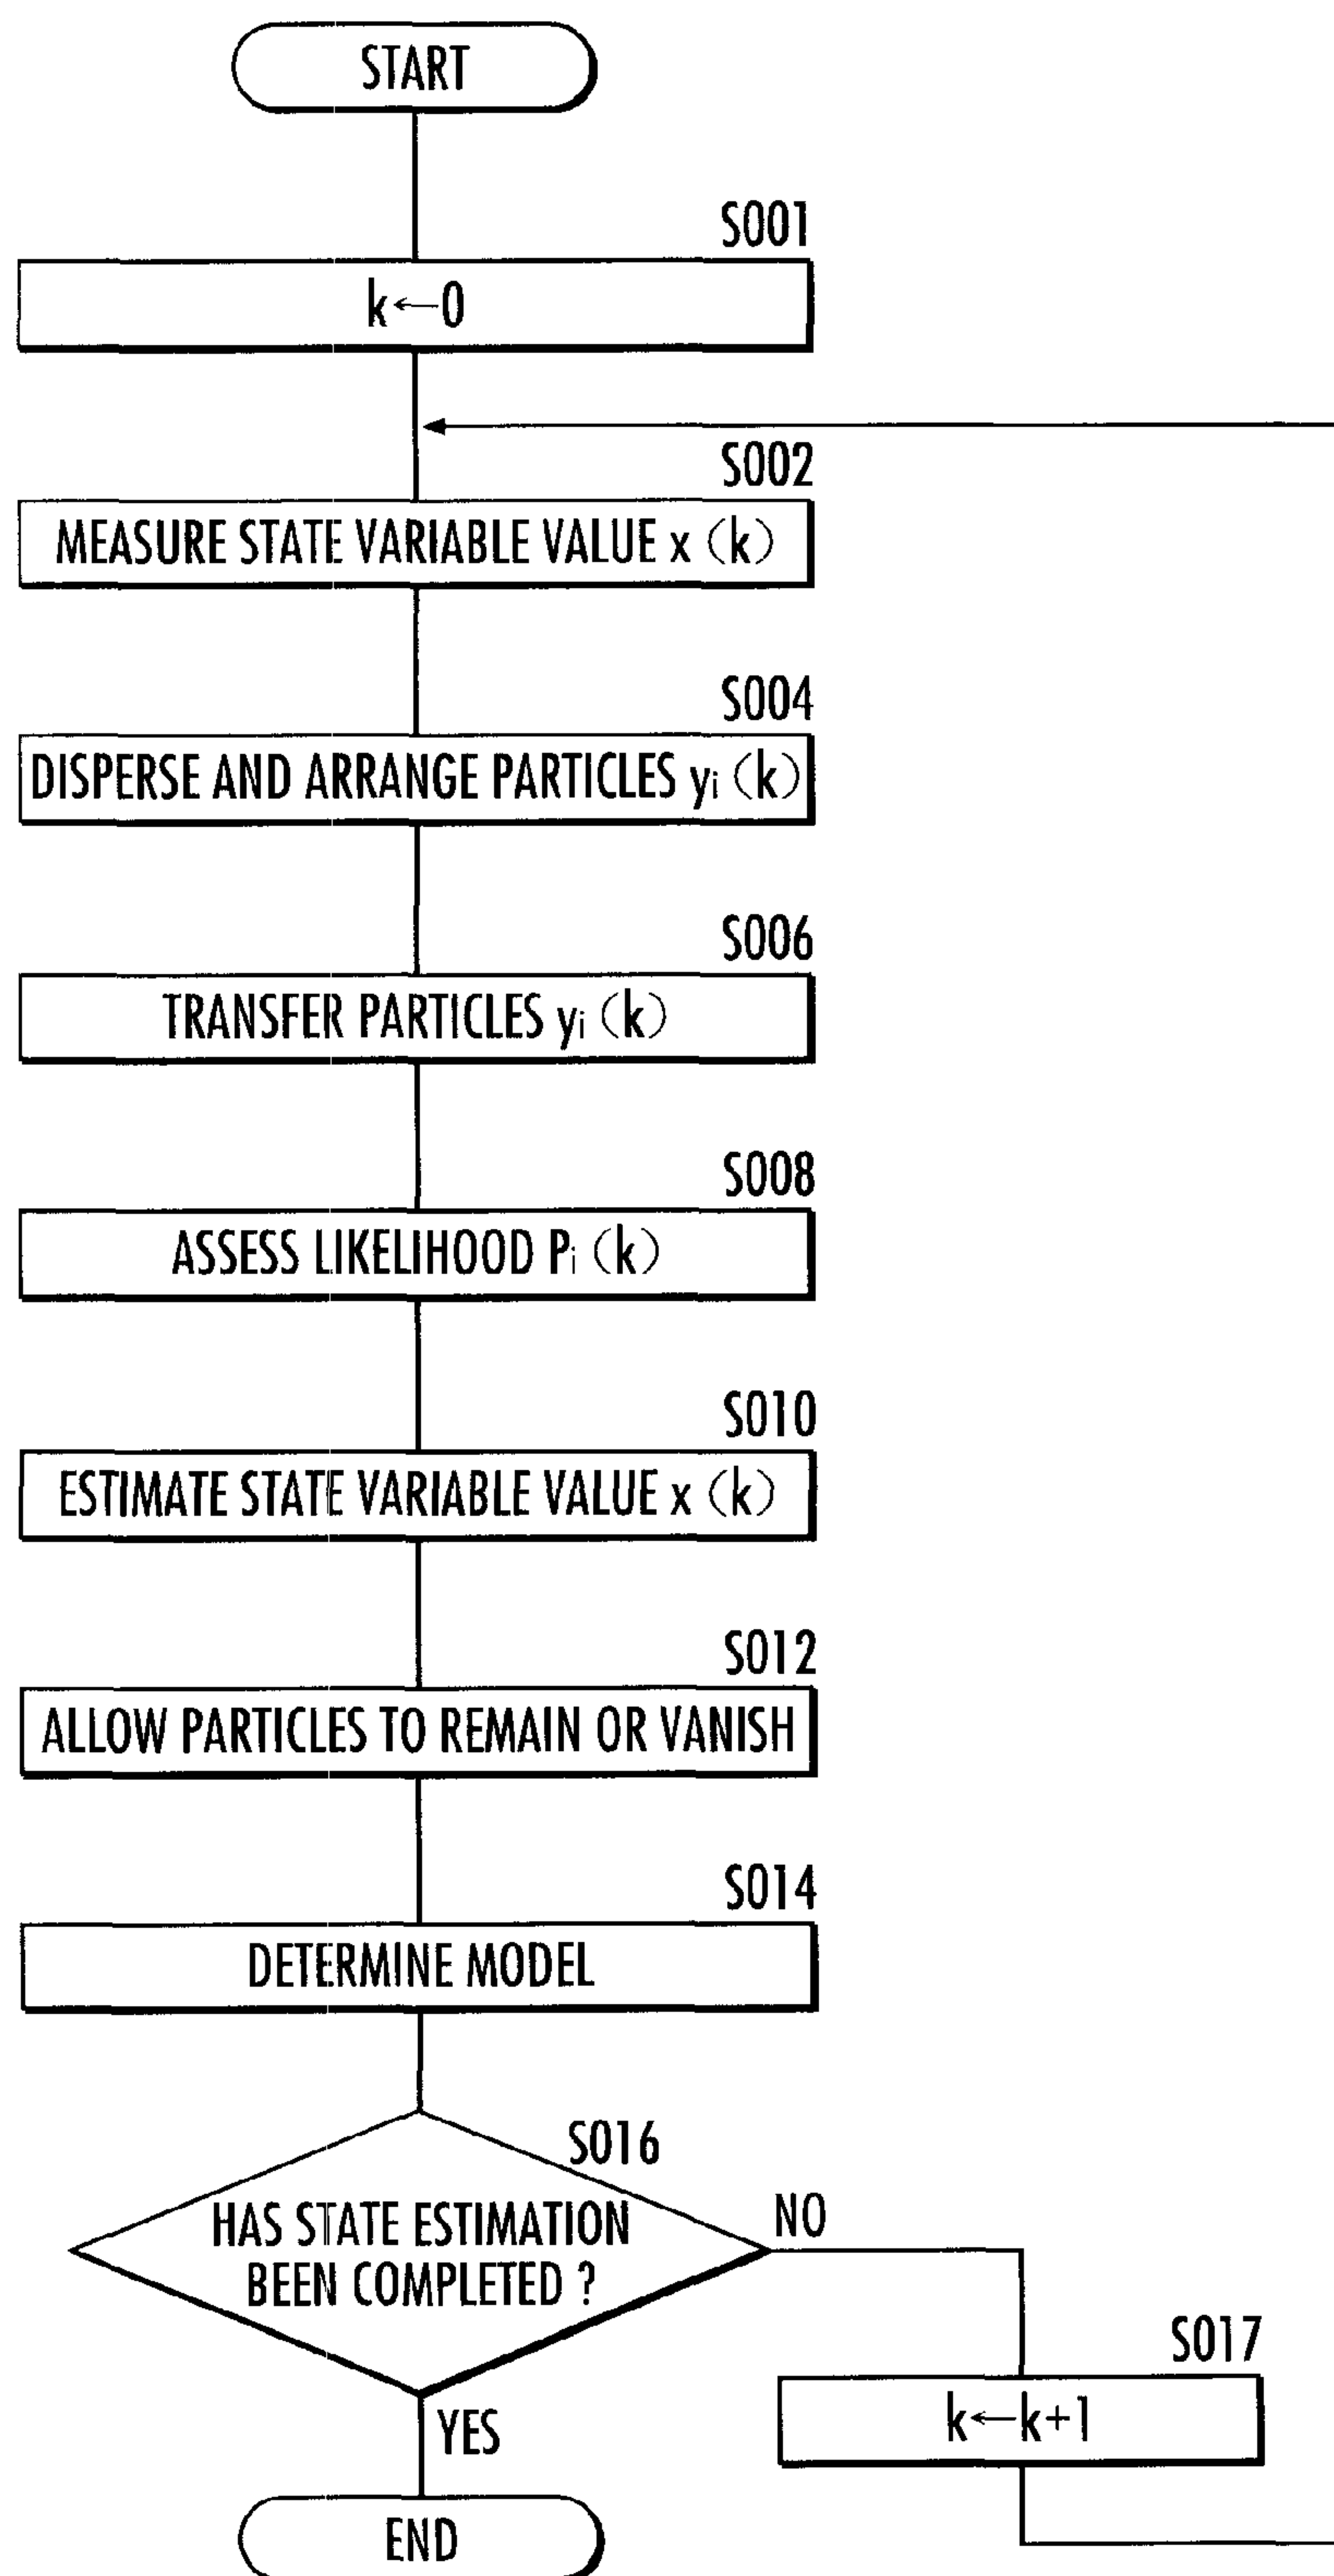 START
S001
k←0
S002
MEASURE STATE VARIABLE VALUE x (k)
S004
DISPERSE AND ARRANGE PARTICLES yi (k)
S006
TRANSFER PARTICLES yi (k)
S008
ASSESS LIKELIHOOD Pi (k)
S010
ESTIMATE STATE VARIABLE VALUE x (k)
S012
ALLOW PARTICLES TO REMAIN OR VANISH
S014
DETERMINE MODEL
S016
HAS STATE ESTIMATION
BEEN COMPLETED ?
NO
S017
k←k+1
YES
END